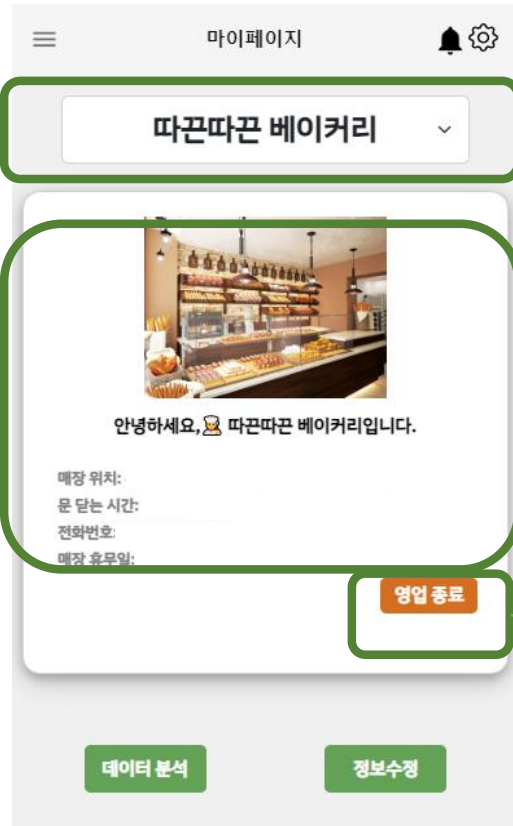 마이페이지
따끈따끈 베이커리
안녕하세요,🧑‍🍳 따끈따끈 베이커리입니다.
매장 위치:
문 닫는 시간:
전화번호:
매장 휴무일:
영업 종료
데이터 분석
정보수정